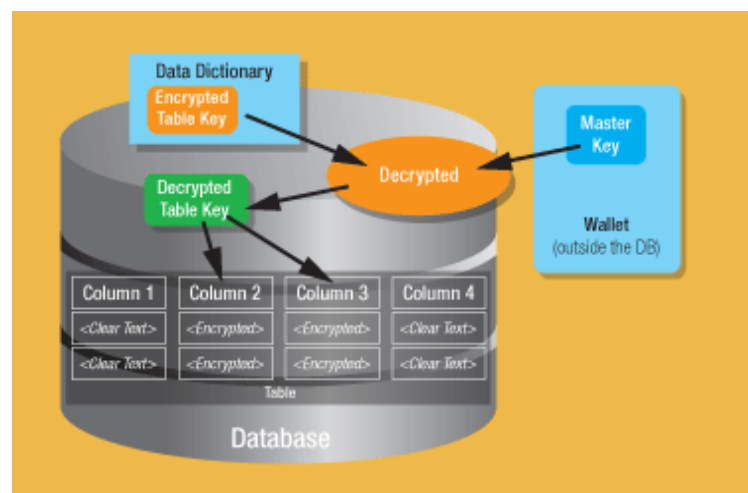 Data Dictionary
Encrypted
Table Key
Master
Key
Decrypted
Decrypted
Table Key
Wallet
(outside the DB)
Column 1 Column 2 Column 3 Column 4
<Clear Text> <Encrypted> <Encrypted> <Clear Text>
<Clear Text> <Encrypted> <Encrypted> <Clear Text>
Table
Database